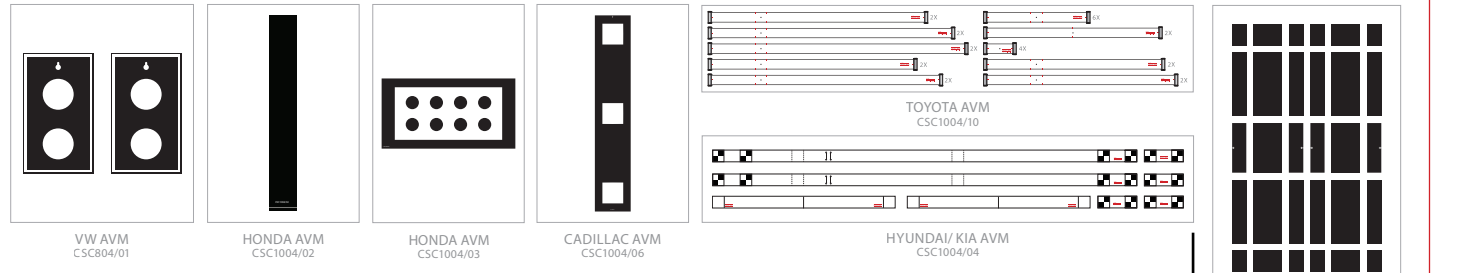 2X
2X
2X
2X
2X
6X
2X
4X
2X
2X
TOYOTA AVM
CSC1004/10
VW AVM
CSC804/01
HONDA AVM
CSC1004/02
HONDA AVM
CSC1004/03
CADILLAC AVM
CSC1004/06
HYUNDAI/ KIA AVM
CSC1004/04